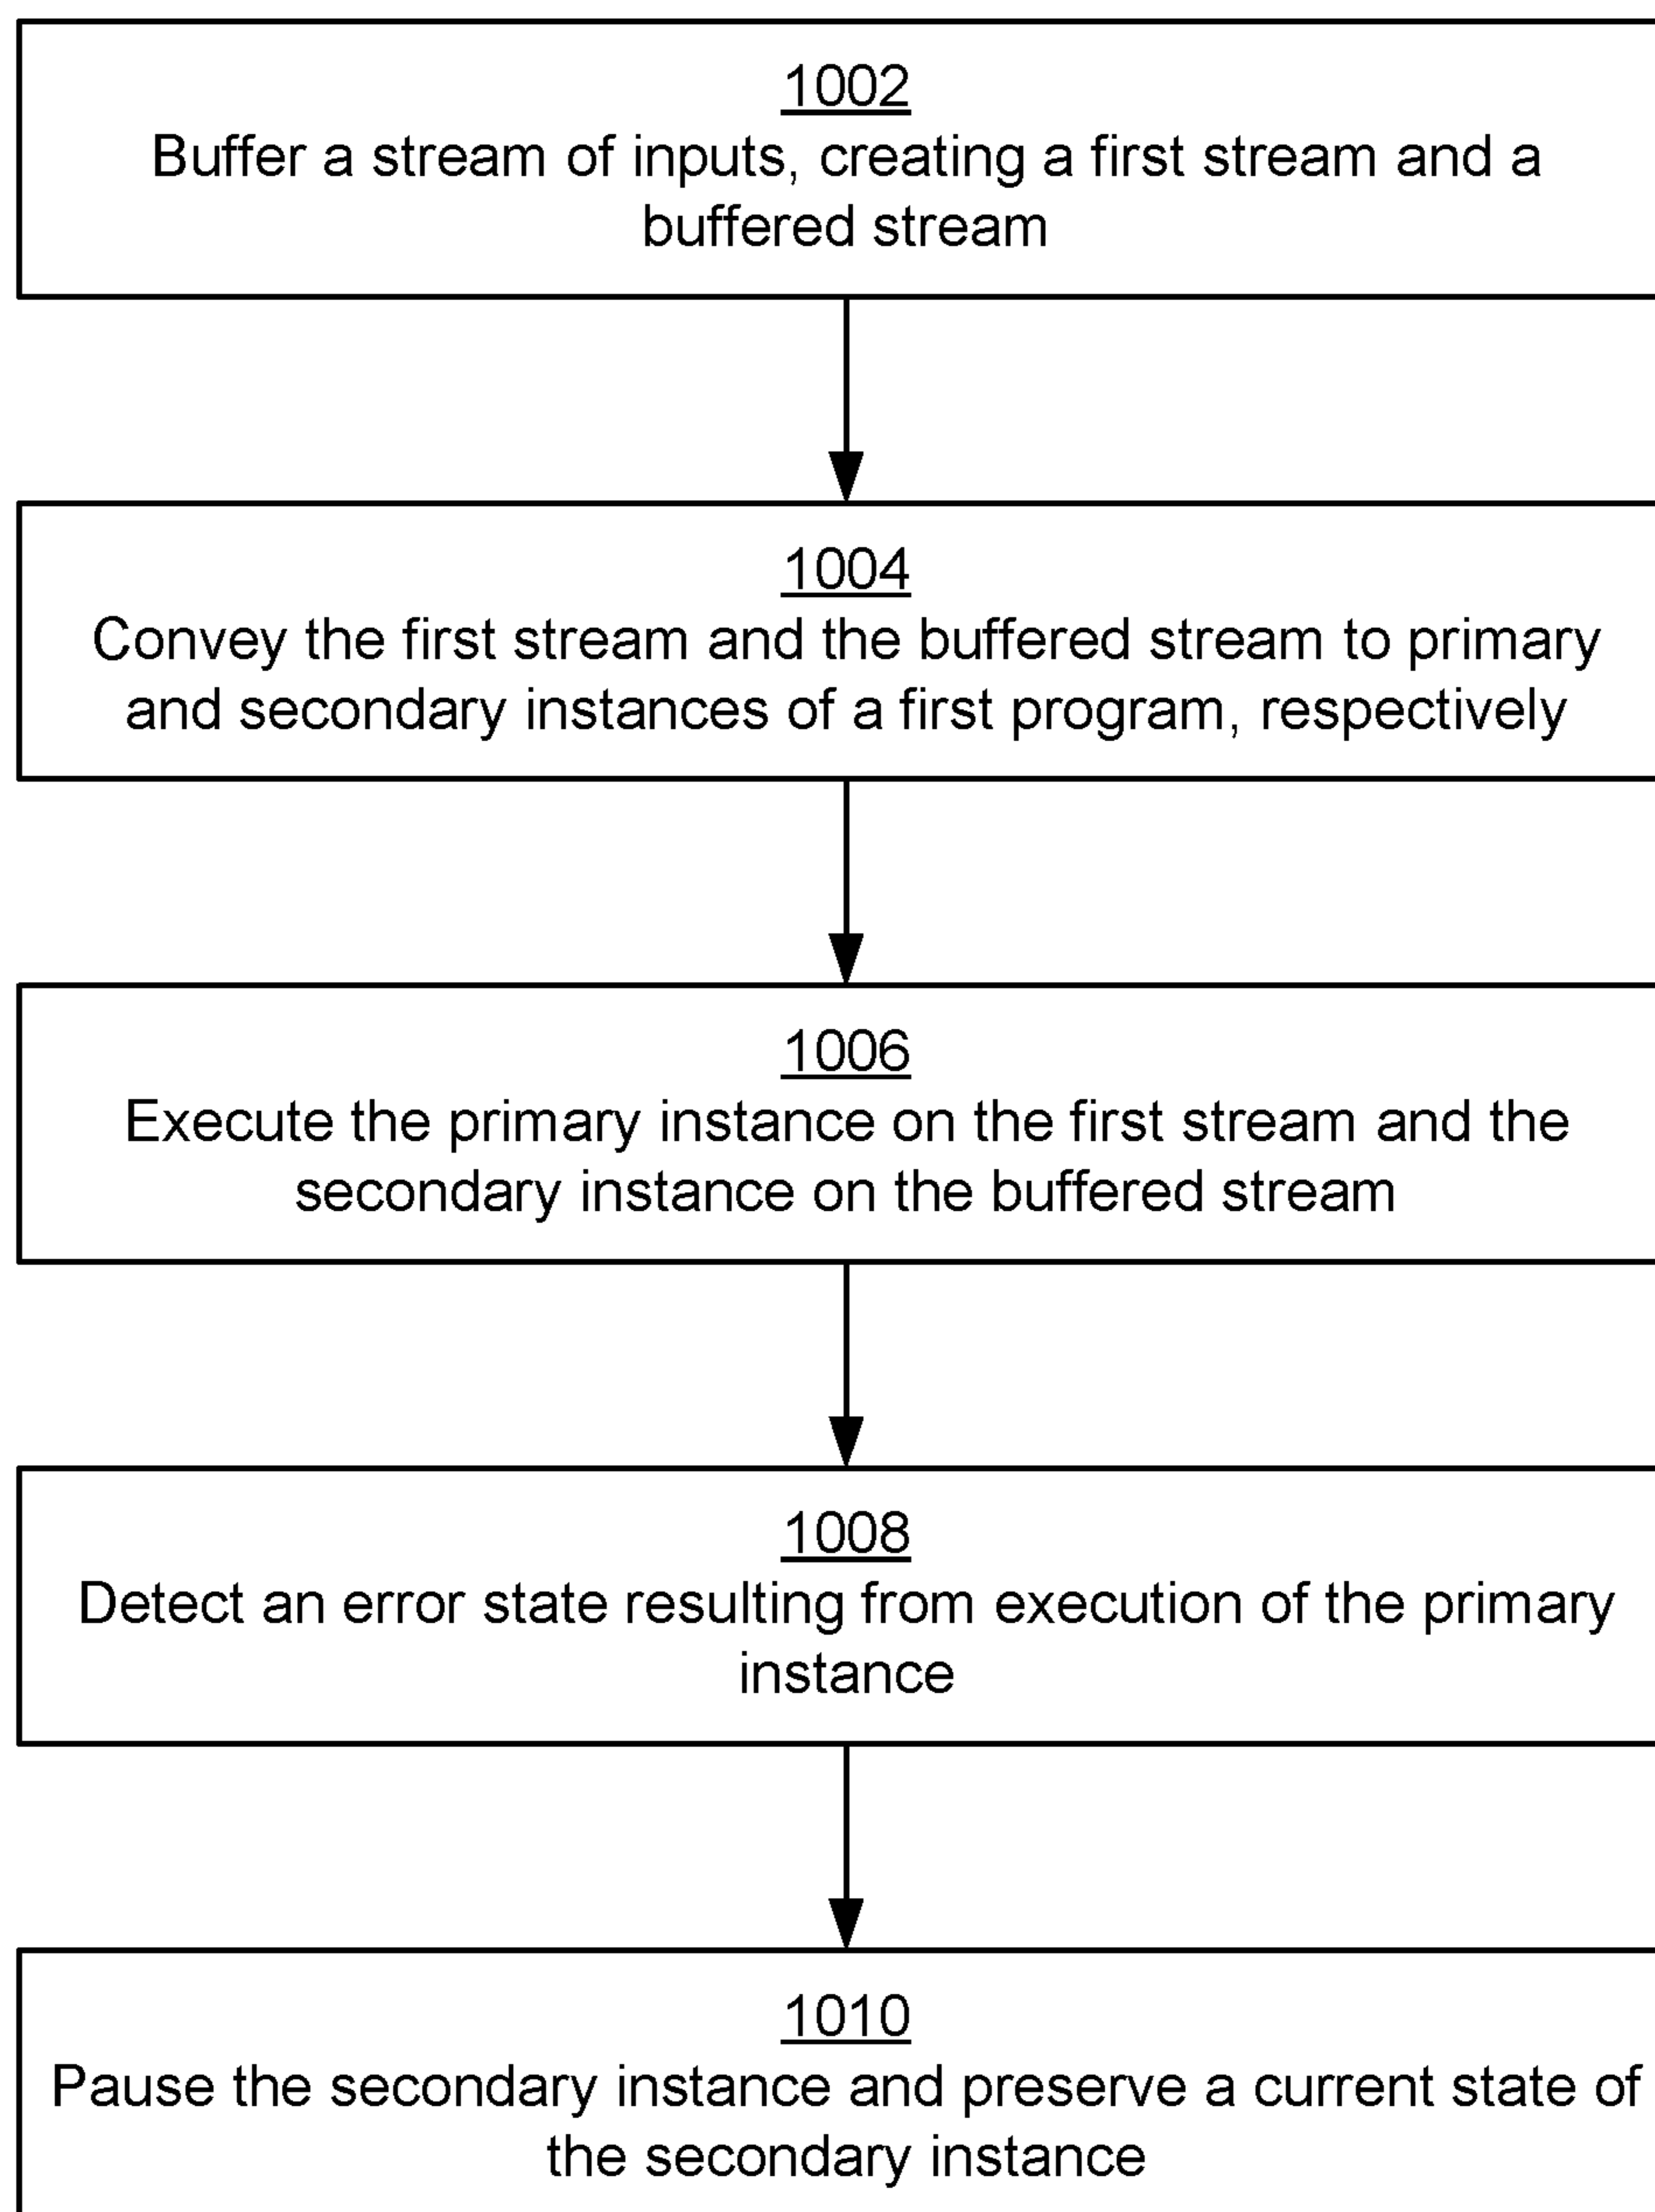 1002
Buffer a stream of inputs, creating a first stream and a
buffered stream
1004
Convey the first stream and the buffered stream to primary
and secondary instances of a first program, respectively
1006
Execute the primary instance on the first stream and the
secondary instance on the buffered stream
1008
Detect an error state resulting from execution of the primary
instance
1010
Pause the secondary instance and preserve a current state of
the secondary instance